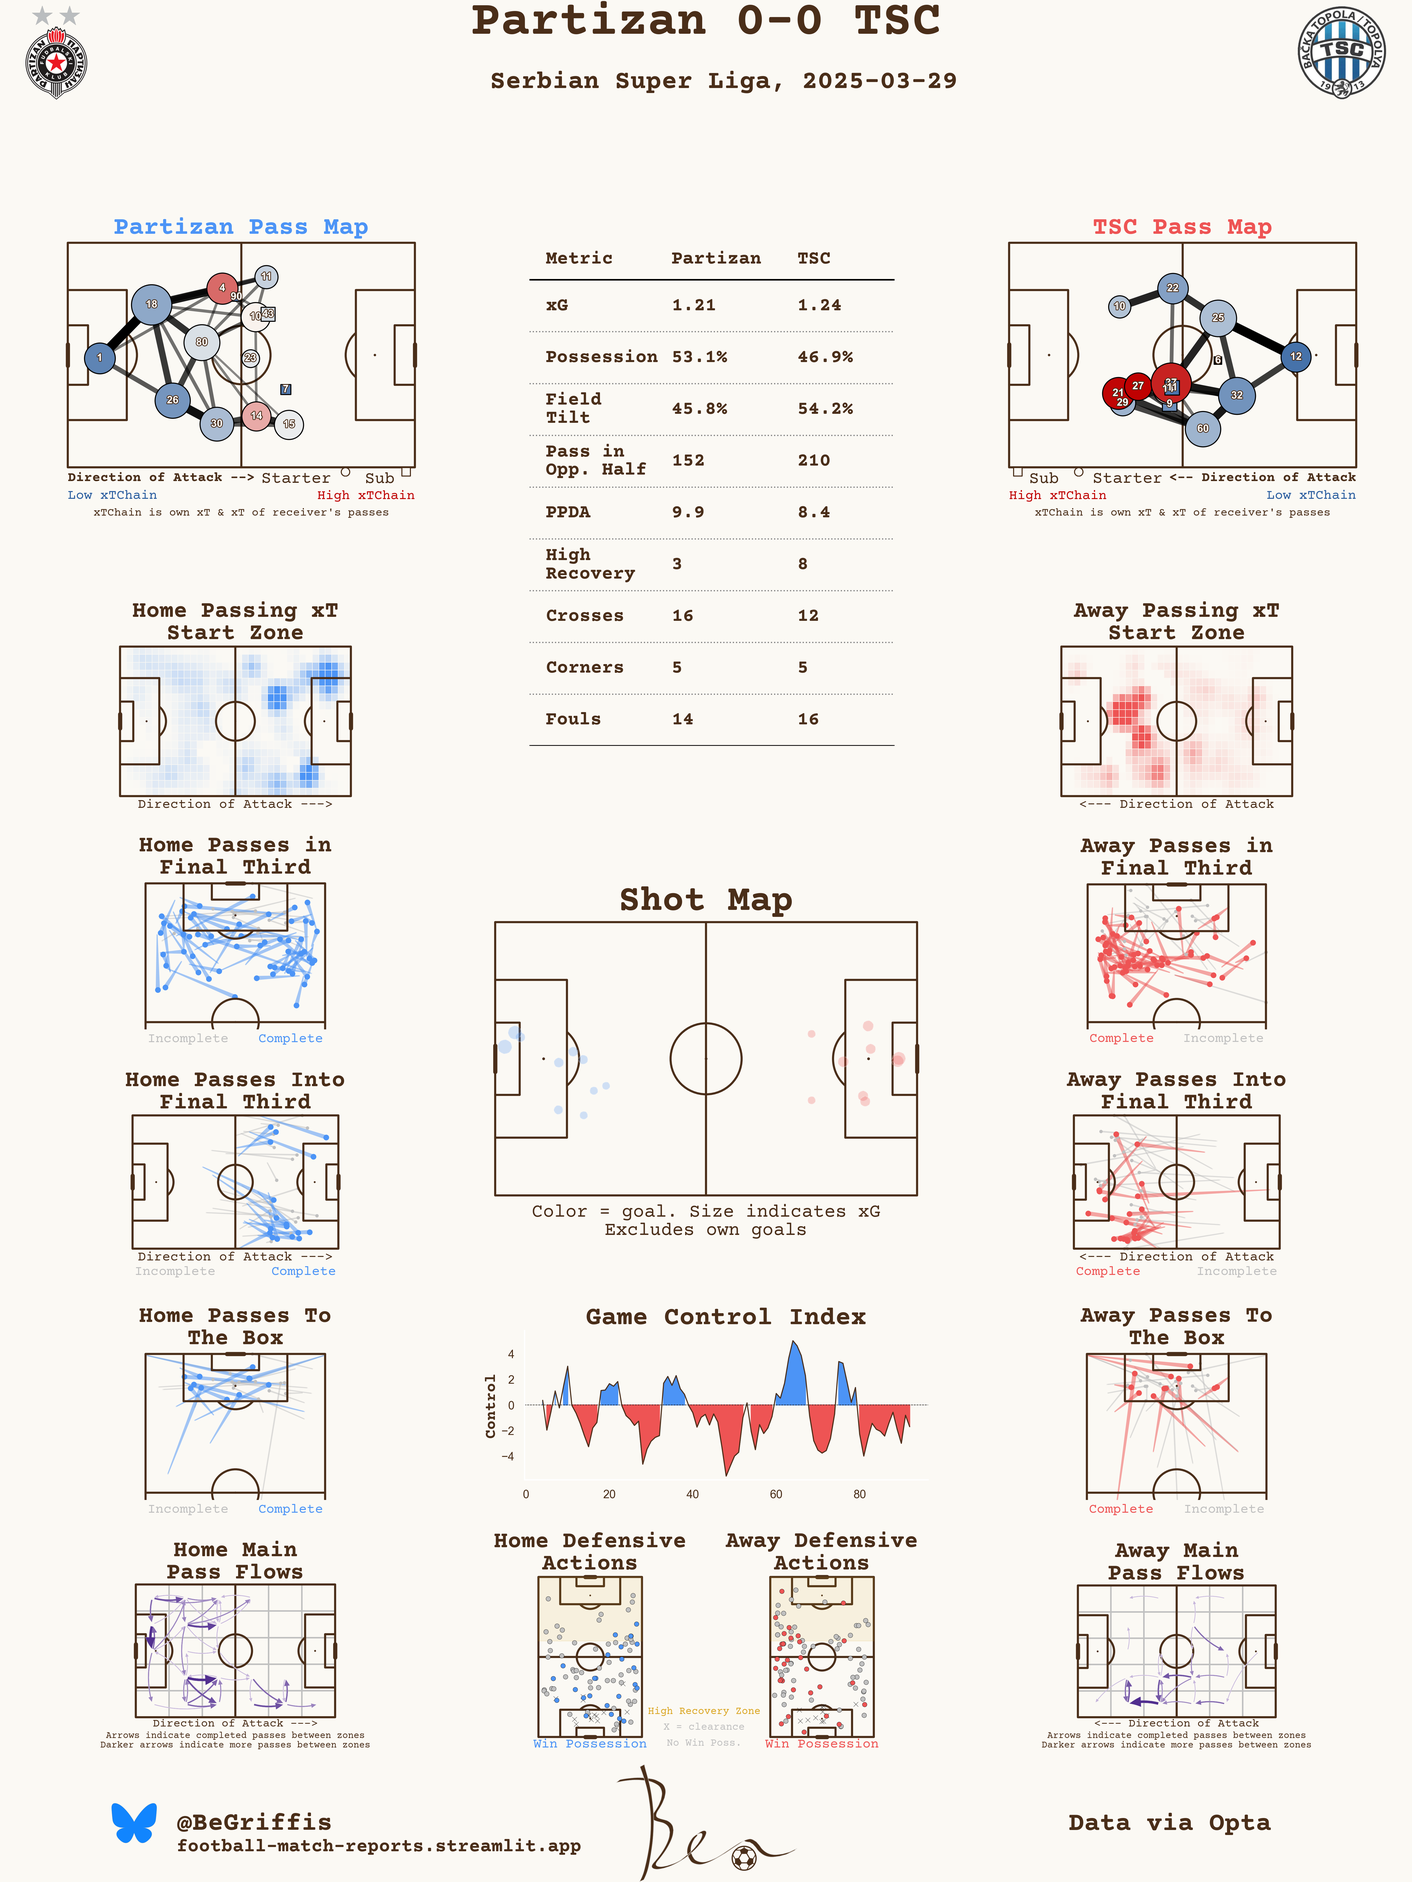 Partizan 0-0 TSC
Serbian Super Liga, 2025-03-29
PARTIZAN ПАРТИЗАН
FUDBALSKI KLUB
BAČKA TOPOLA / TOPOLYA
TSC
19 13
Partizan Pass Map
1
18
4
90
11
10
43
80
23
7
26
30
14
15
Direction of Attack --> Starter Sub
Low xTChain High xTChain
xTChain is own xT & xT of receiver's passes
Metric Partizan TSC
xG 1.21 1.24
Possession 53.1% 46.9%
Field
Tilt 45.8% 54.2%
Pass in
Opp. Half 152 210
PPDA 9.9 8.4
High
Recovery 3 8
Crosses 16 12
Corners 5 5
Fouls 14 16
TSC Pass Map
22
10
25
6
12
21
27
29
11
9
32
60
Sub Starter <-- Direction of Attack
High xTChain Low xTChain
xTChain is own xT & xT of receiver's passes
Home Passing xT
Start Zone
Direction of Attack --->
Away Passing xT
Start Zone
<--- Direction of Attack
Home Passes in
Final Third
Incomplete Complete
Away Passes in
Final Third
Complete Incomplete
Shot Map
Color = goal. Size indicates xG
Excludes own goals
Home Passes Into
Final Third
Direction of Attack --->
Incomplete Complete
Away Passes Into
Final Third
<--- Direction of Attack
Complete Incomplete
Home Passes To
The Box
Incomplete Complete
Game Control Index
Control
4
2
0
−2
−4
0 20 40 60 80
Away Passes To
The Box
Complete Incomplete
Home Main
Pass Flows
Direction of Attack --->
Arrows indicate completed passes between zones
Darker arrows indicate more passes between zones
Home Defensive
Actions
Win Possession
Away Defensive
Actions
Win Possession
High Recovery Zone
X = clearance
No Win Poss.
Away Main
Pass Flows
<--- Direction of Attack
Arrows indicate completed passes between zones
Darker arrows indicate more passes between zones
@BeGriffis
football-match-reports.streamlit.app
Ben
Data via Opta